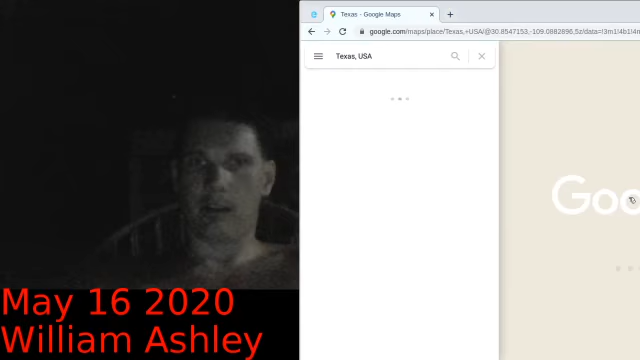 Texas - Google Maps
google.com/maps/place/Texas,+USA/@30.8547153,-109.0882896,5z/data=!3m1!4b1!4m
Texas, USA
Goo
May 16 2020
William Ashley